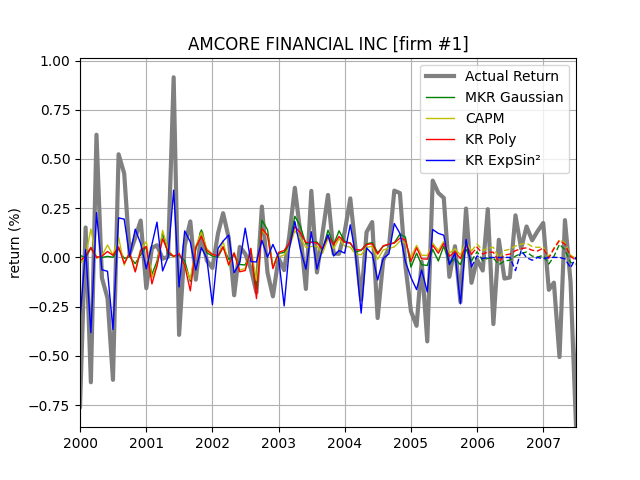 AMCORE FINANCIAL INC [firm #1]
return (%)
1.00
0.75
0.50
0.25
0.00
−0.25
−0.50
−0.75
Actual Return
MKR Gaussian
CAPM
KR Poly
KR ExpSin²
2000 2001 2002 2003 2004 2005 2006 2007